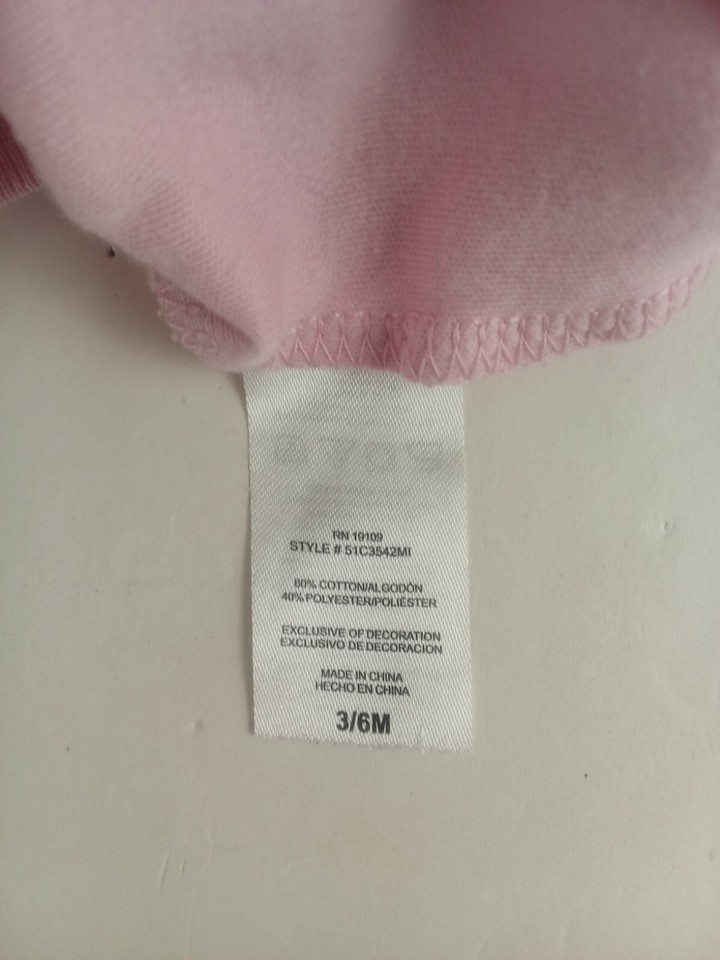 RN 19109
STYLE # 51C3542MI
60% COTTON/ALGODÓN
40% POLYESTER/POLIÉSTER
EXCLUSIVE OF DECORATION
EXCLUSIVO DE DECORACION
MADE IN CHINA
HECHO EN CHINA
3/6M